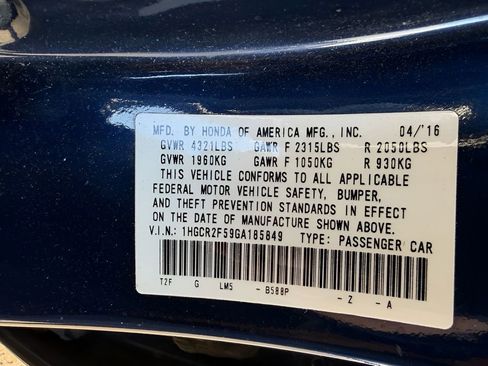 MFD. BY HONDA OF AMERICA MFG., INC. 04/'16
GVWR 4321LBS GAWR F 2315LBS R 2050LBS
GVWR 1960KG GAWR F 1050KG R 930KG
THIS VEHICLE CONFORMS TO ALL APPLICABLE
FEDERAL MOTOR VEHICLE SAFETY, BUMPER,
AND THEFT PREVENTION STANDARDS IN EFFECT
ON THE DATE OF MANUFACTURE SHOWN ABOVE.
V.I.N.: 1HGCR2F59GA185849 TYPE: PASSENGER CAR
T2F G LM5 - B588P - Z - A